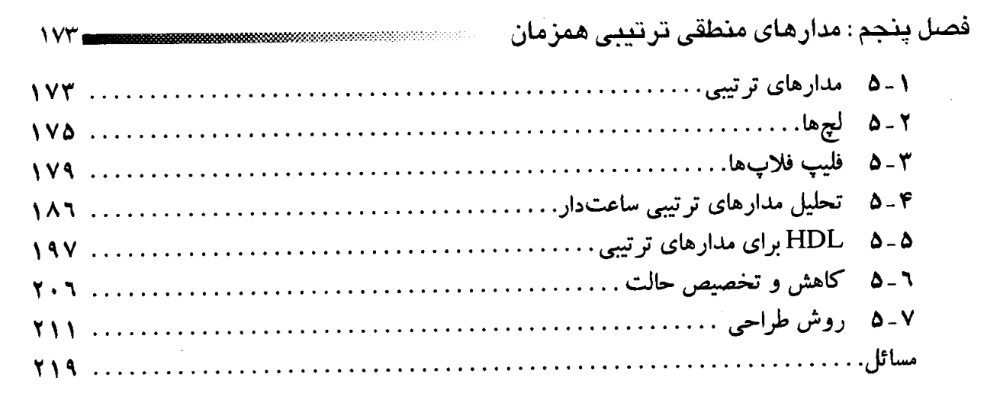 فصل پنجم : مدارهای منطقی ترتیبی همزمان ۱۷۳
۵-۱ مدارهای ترتیبی ........ ۱۷۳
۵-۲ لچ‌ها ........ ۱۷۵
۵-۳ فلیپ فلاپ‌ها ........ ۱۷۹
۵-۴ تحلیل مدارهای ترتیبی ساعت‌دار ........ ۱۸۶
۵-۵ HDL برای مدارهای ترتیبی ........ ۱۹۷
۵-۶ کاهش و تخصیص حالت ........ ۲۰۶
۵-۷ روش طراحی ........ ۲۱۱
مسائل ........ ۲۱۹